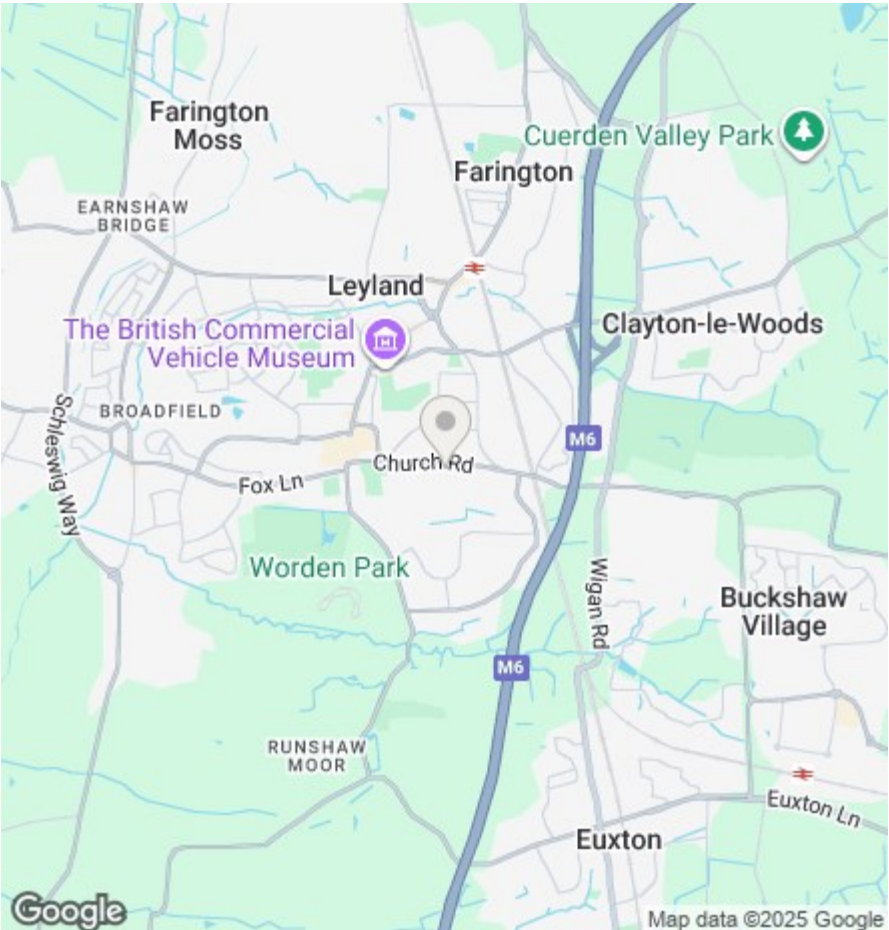 Farington
Moss
Cuerden Valley Park
Farington
EARNSHAW
BRIDGE
Leyland
The British Commercial
Vehicle Museum
Clayton-le-Woods
BROADFIELD
Schleswig Way
M6
Church Rd
Fox Ln
Worden Park
Wigan Rd
Buckshaw
Village
M6
RUNSHAW
MOOR
Euxton Ln
Euxton
Google
Map data ©2025 Google